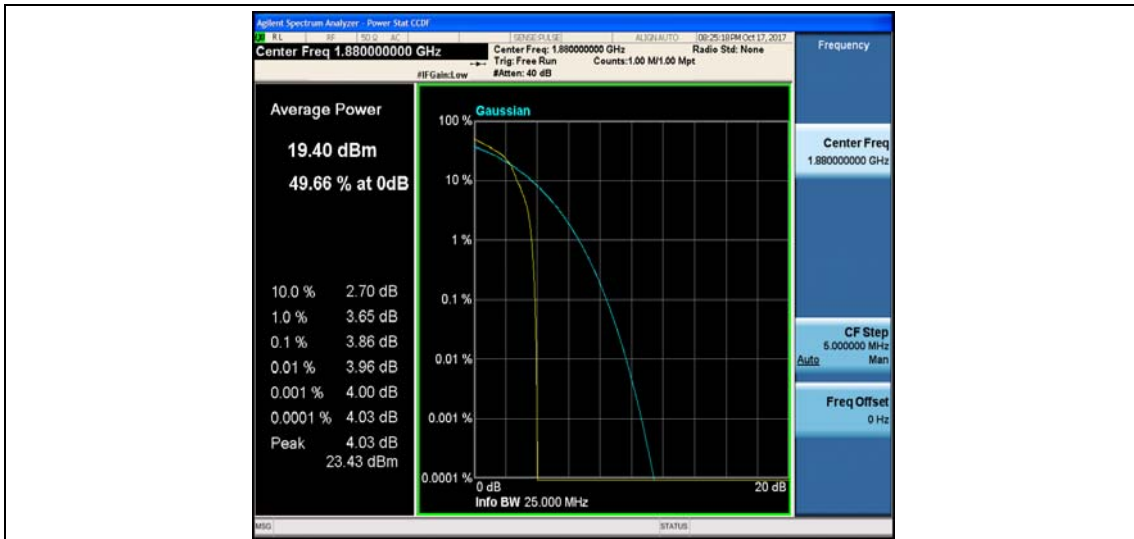 Agilent Spectrum Analyzer - Power Stat CCDF
RL RF 50 Ω AC SENSE:PULSE ALIGNAUTO 08:25:18 PM Oct 17, 2017
Center Freq 1.880000000 GHz
Center Freq: 1.880000000 GHz Radio Std: None
Trig: Free Run Counts:1.00 M/1.00 Mpt
#IFGain:Low #Atten: 40 dB
Frequency
Average Power
19.40 dBm
49.66 % at 0dB
10.0 % 2.70 dB
1.0 % 3.65 dB
0.1 % 3.86 dB
0.01 % 3.96 dB
0.001 % 4.00 dB
0.0001 % 4.03 dB
Peak 4.03 dB
23.43 dBm
Gaussian
100 %
10 %
1 %
0.1 %
0.01 %
0.001 %
0.0001 %
0 dB 20 dB
Info BW 25.000 MHz
Center Freq
1.880000000 GHz
CF Step
5.000000 MHz
Auto Man
Freq Offset
0 Hz
MSG STATUS